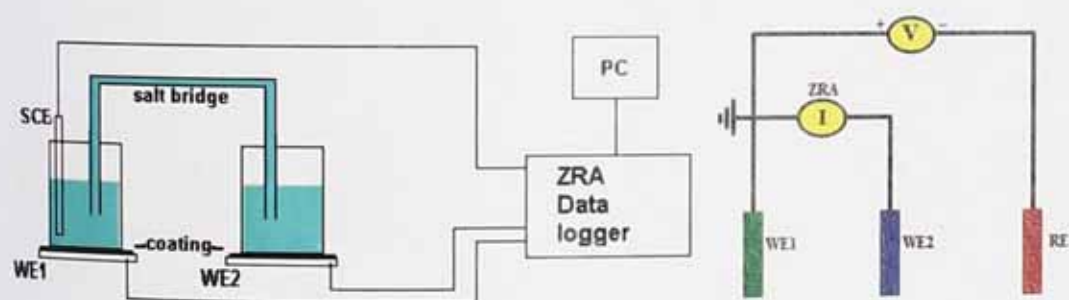 SCE
salt bridge
coating
WE1
WE2
PC
ZRA
Data
logger
+ V −
ZRA
I
WE1
WE2
RE